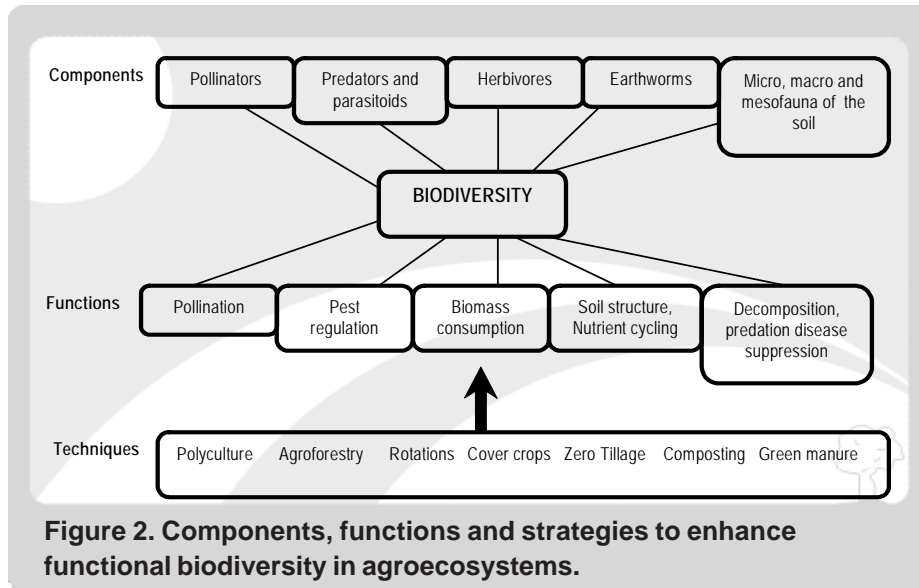 Components
Pollinators
Predators and
parasitoids
Herbivores
Earthworms
Micro, macro and
mesofauna of the
soil
BIODIVERSITY
Functions
Pollination
Pest
regulation
Biomass
consumption
Soil structure,
Nutrient cycling
Decomposition,
predation disease
suppression
Techniques
Polyculture Agroforestry Rotations Cover crops Zero Tillage Composting Green manure
Figure 2. Components, functions and strategies to enhance
functional biodiversity in agroecosystems.